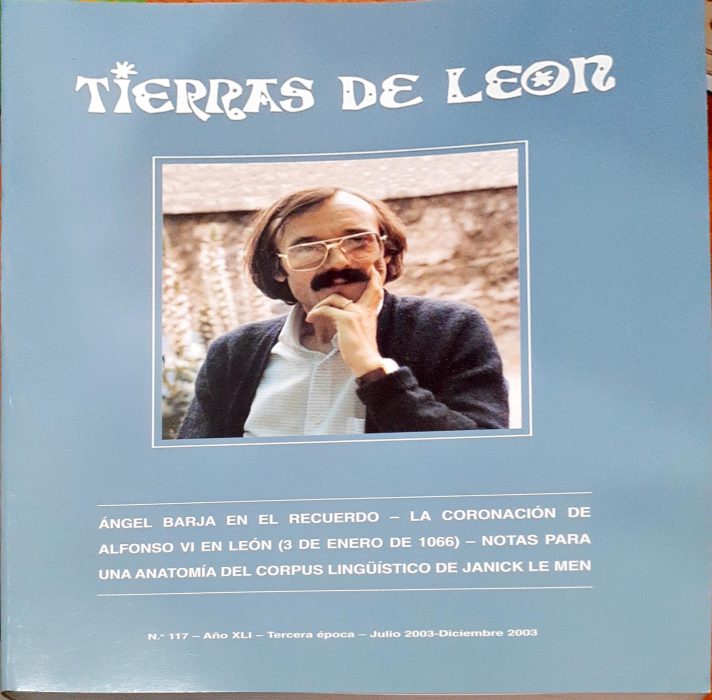 TIERRAS DE LEON
ÁNGEL BARJA EN EL RECUERDO – LA CORONACIÓN DE
ALFONSO VI EN LEÓN (3 DE ENERO DE 1066) – NOTAS PARA
UNA ANATOMÍA DEL CORPUS LINGÜÍSTICO DE JANICK LE MEN
N.º 117 – Año XLI – Tercera época – Julio 2003-Diciembre 2003